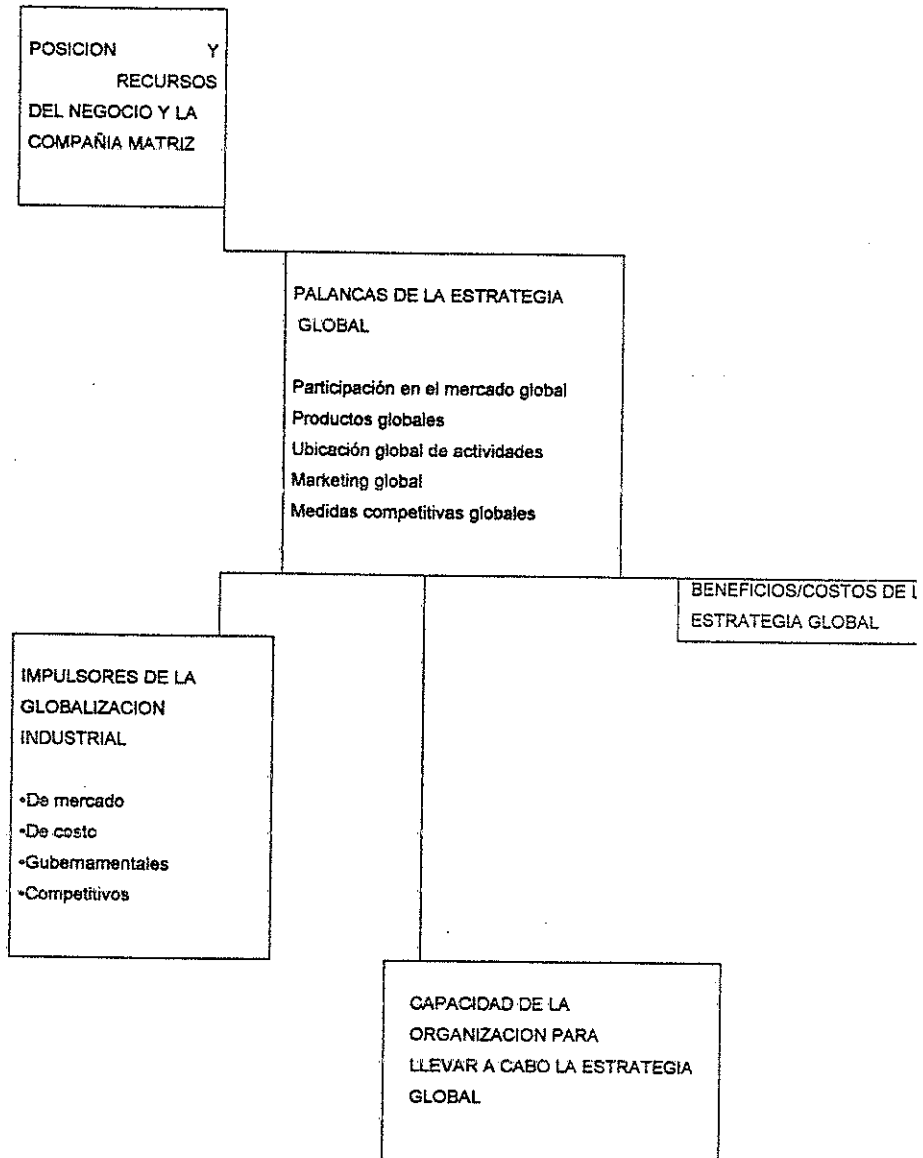 POSICION Y
RECURSOS
DEL NEGOCIO Y LA
COMPAÑIA MATRIZ
PALANCAS DE LA ESTRATEGIA
GLOBAL
Participación en el mercado global
Productos globales
Ubicación global de actividades
Marketing global
Medidas competitivas globales
BENEFICIOS/COSTOS DE L
ESTRATEGIA GLOBAL
IMPULSORES DE LA
GLOBALIZACION
INDUSTRIAL
•De mercado
•De costo
•Gubernamentales
•Competitivos
CAPACIDAD DE LA
ORGANIZACION PARA
LLEVAR A CABO LA ESTRATEGIA
GLOBAL